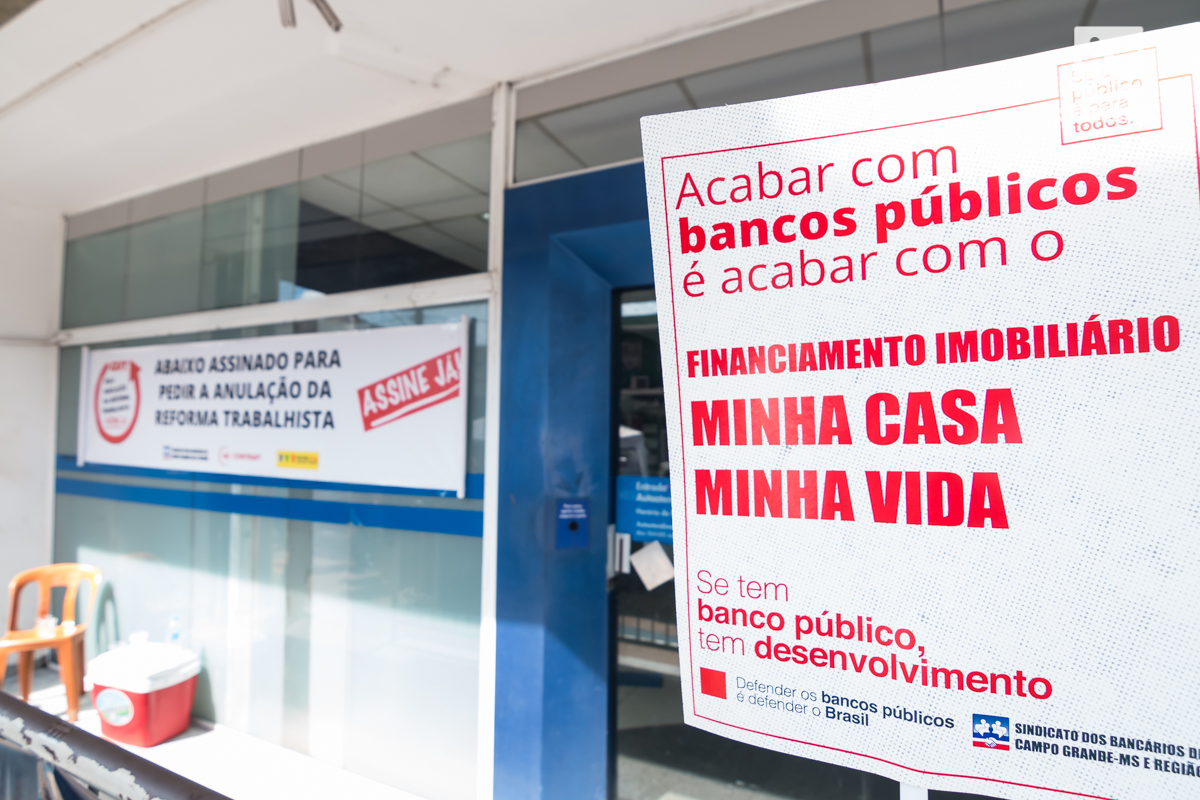 público
é para
todos.
Acabar com
bancos públicos
é acabar com o
FINANCIAMENTO IMOBILIÁRIO
MINHA CASA
MINHA VIDA
Se tem
banco público,
tem desenvolvimento
Defender os bancos públicos
é defender o Brasil
SINDICATO DOS BANCÁRIOS
CAMPO GRANDE-MS E REGIÃO
ABAIXO ASSINADO PARA
PEDIR A ANULAÇÃO DA
REFORMA TRABALHISTA
ASSINE JÁ!